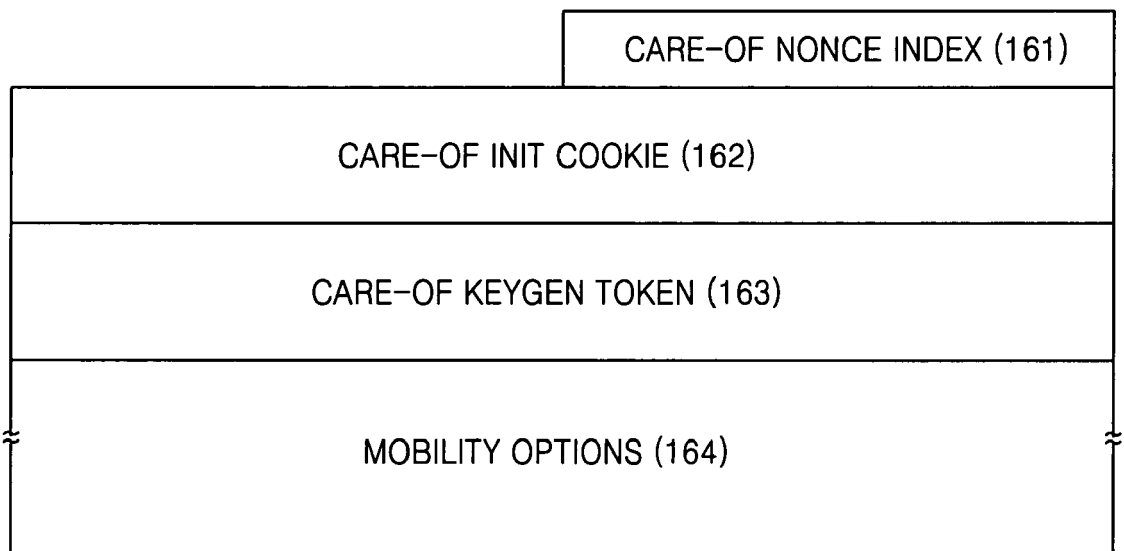 CARE-OF NONCE INDEX (161)
CARE-OF INIT COOKIE (162)
CARE-OF KEYGEN TOKEN (163)
MOBILITY OPTIONS (164)